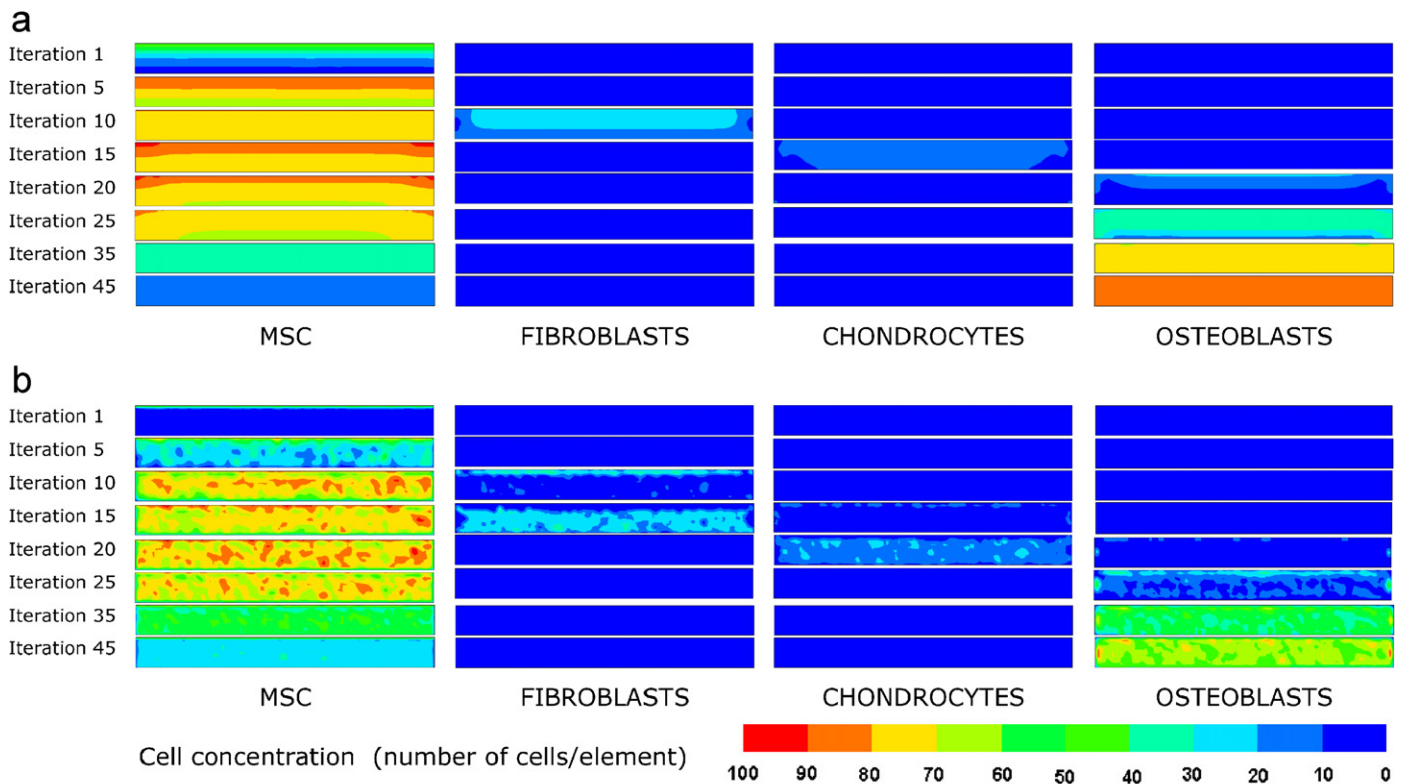 a
Iteration 1
Iteration 5
Iteration 10
Iteration 15
Iteration 20
Iteration 25
Iteration 35
Iteration 45
MSC FIBROBLASTS CHONDROCYTES OSTEOBLASTS
b
Iteration 1
Iteration 5
Iteration 10
Iteration 15
Iteration 20
Iteration 25
Iteration 35
Iteration 45
MSC FIBROBLASTS CHONDROCYTES OSTEOBLASTS
Cell concentration (number of cells/element)
100 90 80 70 60 50 40 30 20 10 0